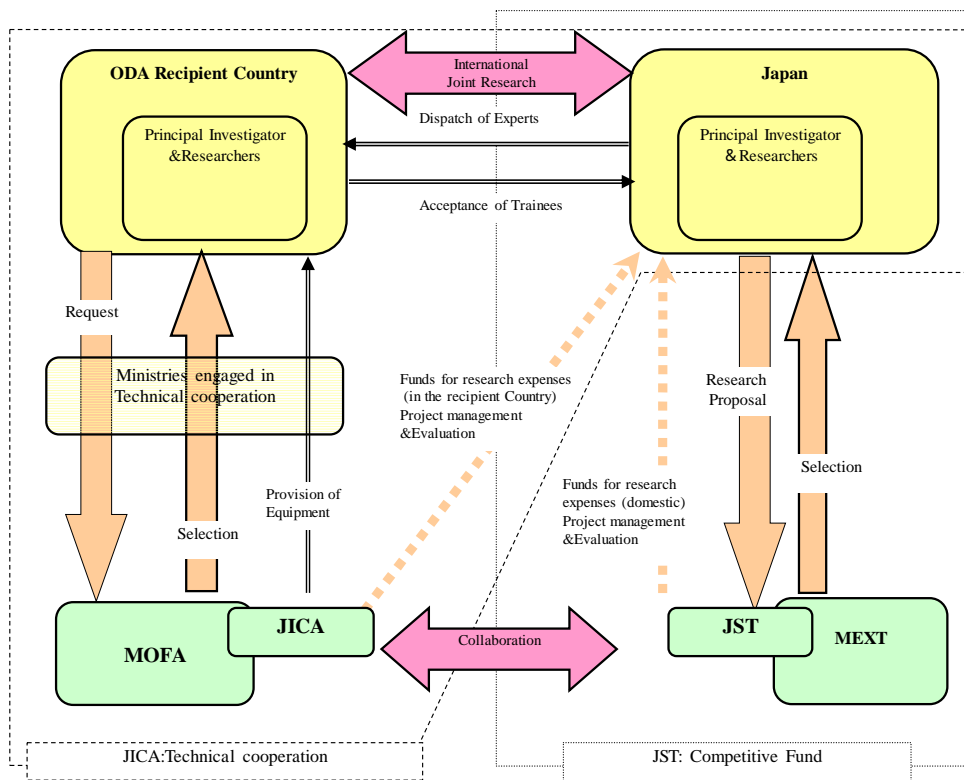 ODA Recipient Country
International
Joint Research
Japan
Dispatch of Experts
Principal Investigator
&Researchers
Principal Investigator
& Researchers
Acceptance of Trainees
Request
Ministries engaged in
Technical cooperation
Funds for research expenses
(in the recipient Country)
Project management
&Evaluation
Research
Proposal
Selection
Provision of
Equipment
Selection
Funds for research
expenses (domestic)
Project management
&Evaluation
JICA
MOFA
Collaboration
JST
MEXT
JICA:Technical cooperation
JST: Competitive Fund